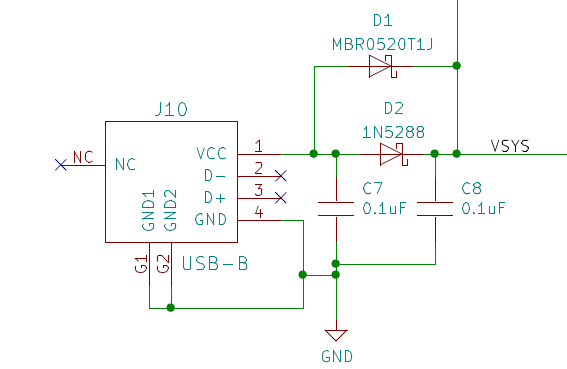 D1
MBR0520T1J
J10
D2
1N5288
VSYS
NC
NC
VCC
1
D-
2
D+
3
GND
4
GND1
GND2
C7
0.1uF
C8
0.1uF
G1
G2
USB-B
GND